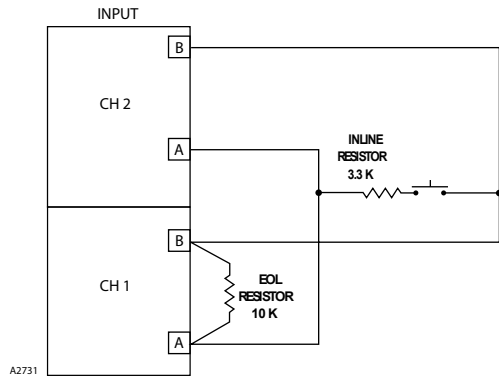 INPUT
B
CH 2
A
INLINE
RESISTOR
3.3 K
B
CH 1
EOL
RESISTOR
10 K
A
A2731